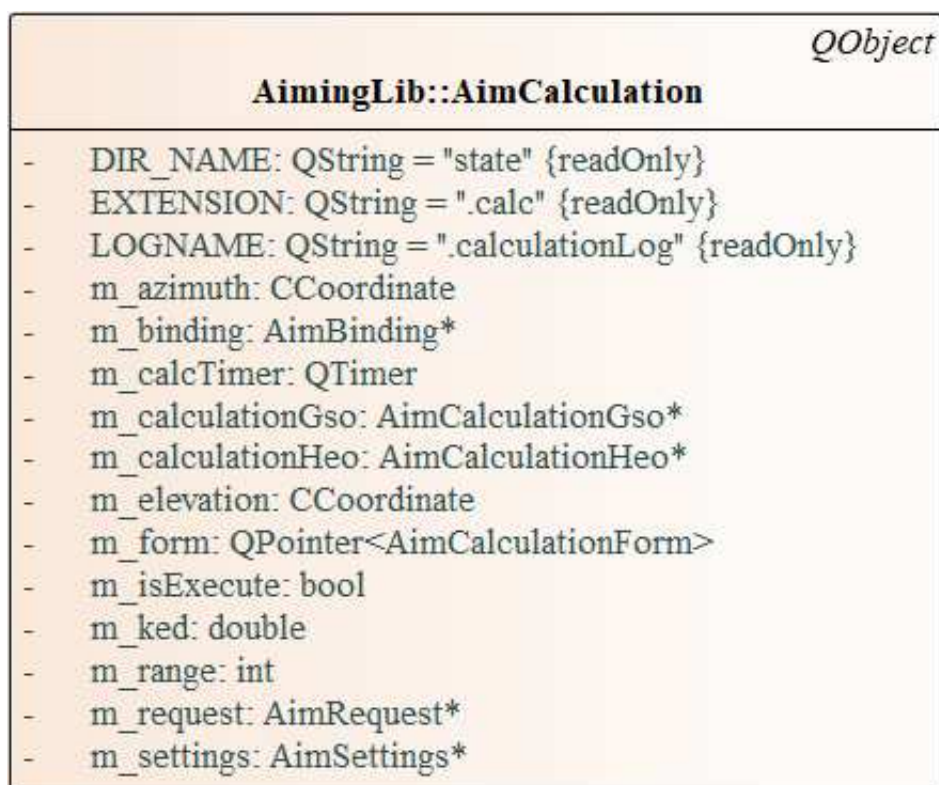 QObject
AimingLib::AimCalculation
- DIR_NAME: QString = "state" {readOnly}
- EXTENSION: QString = ".calc" {readOnly}
- LOGNAME: QString = ".calculationLog" {readOnly}
- m_azimuth: CCoordinate
- m_binding: AimBinding*
- m_calcTimer: QTimer
- m_calculationGso: AimCalculationGso*
- m_calculationHeo: AimCalculationHeo*
- m_elevation: CCoordinate
- m_form: QPointer<AimCalculationForm>
- m_isExecute: bool
- m_ked: double
- m_range: int
- m_request: AimRequest*
- m_settings: AimSettings*